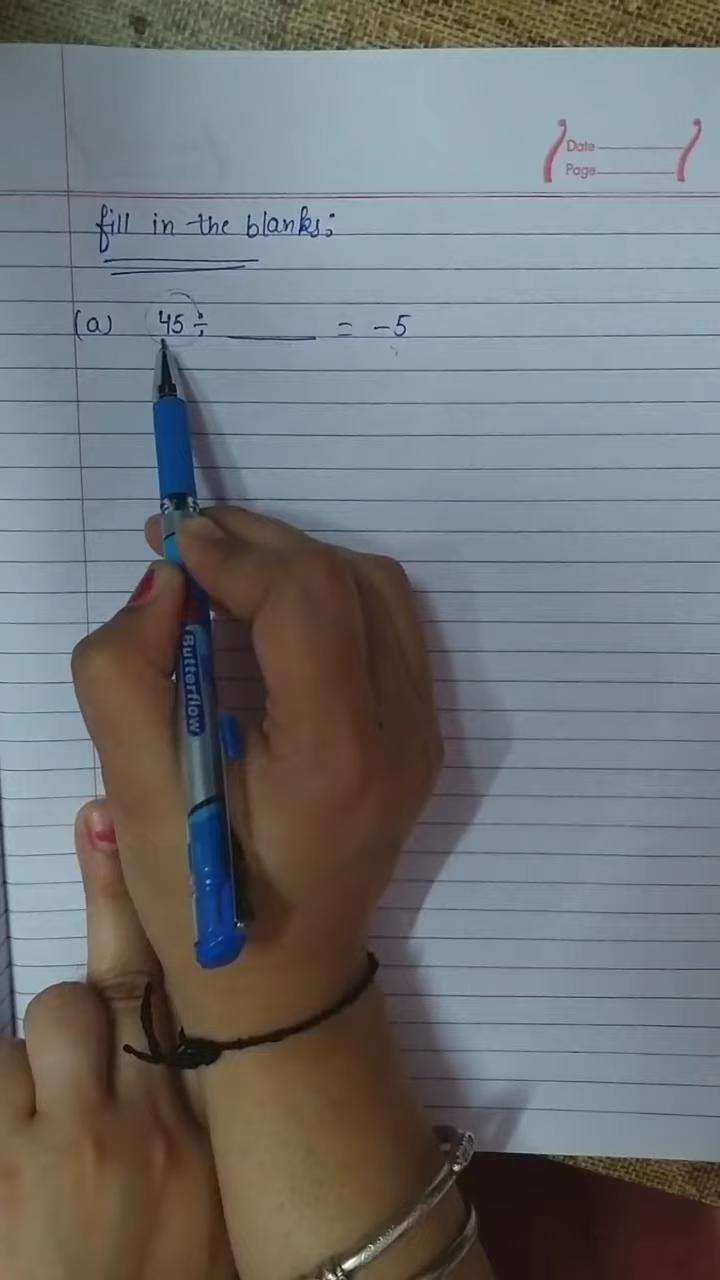 Date
Page
fill in the blanks:
(a) 45 ÷ ____ = -5
Butterflow